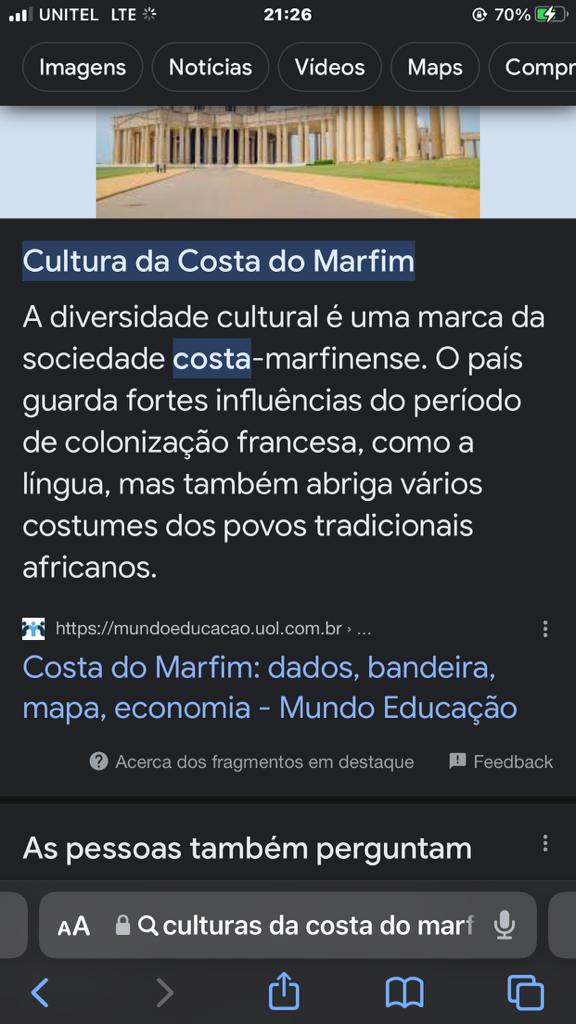 UNITEL LTE 21:26 70%
Imagens Notícias Vídeos Maps Compr
Cultura da Costa do Marfim
A diversidade cultural é uma marca da
sociedade costa-marfinense. O país
guarda fortes influências do período
de colonização francesa, como a
língua, mas também abriga vários
costumes dos povos tradicionais
africanos.
https://mundoeducacao.uol.com.br › ...
Costa do Marfim: dados, bandeira,
mapa, economia - Mundo Educação
Acerca dos fragmentos em destaque Feedback
As pessoas também perguntam
AA culturas da costa do marf